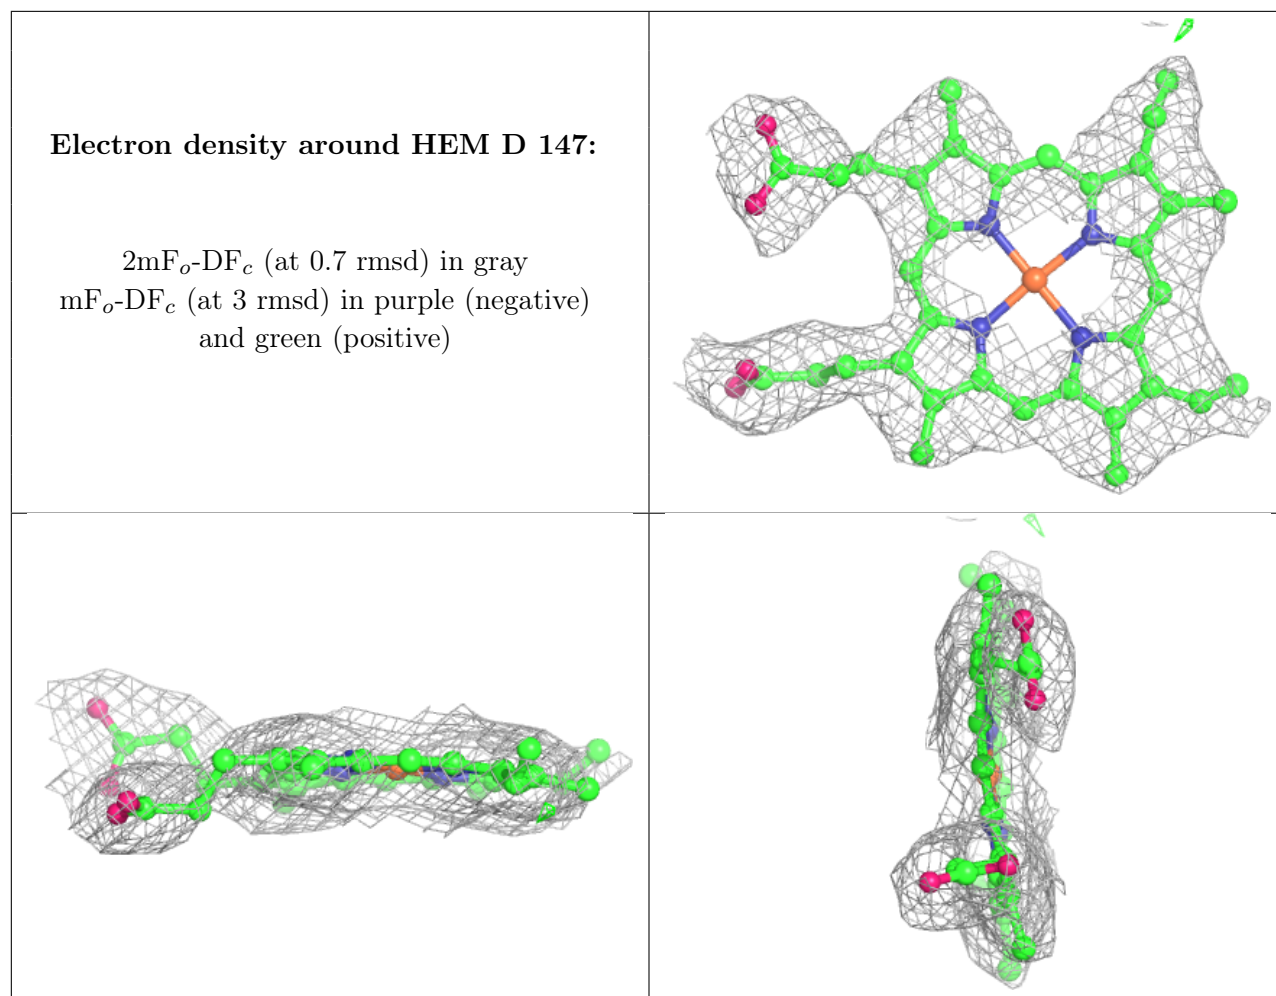 Electron density around HEM D 147:
2mFo-DFc (at 0.7 rmsd) in gray
mFo-DFc (at 3 rmsd) in purple (negative)
and green (positive)